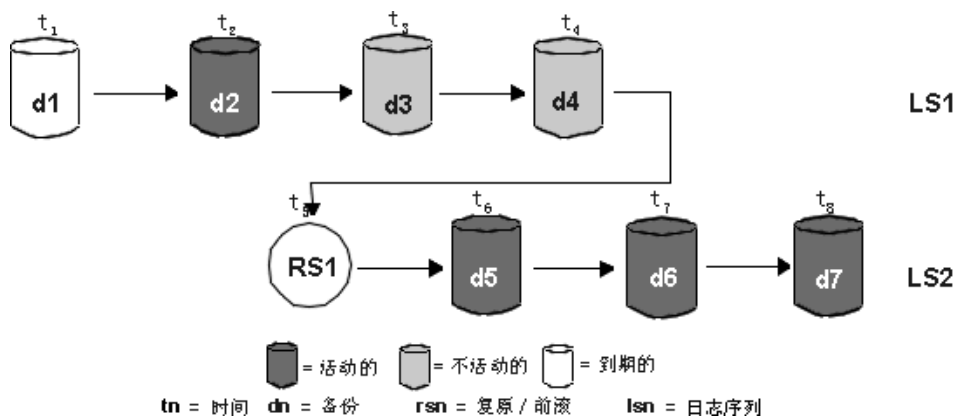 t₁ t₂ t₃ t₄
d1 d2 d3 d4 LS1
t₅ t₆ t₇ t₈
RS1 d5 d6 d7 LS2
= 活动的 = 不活动的 = 到期的
tn = 时间 dn = 备份 rsn = 复原 / 前滚 lsn = 日志序列